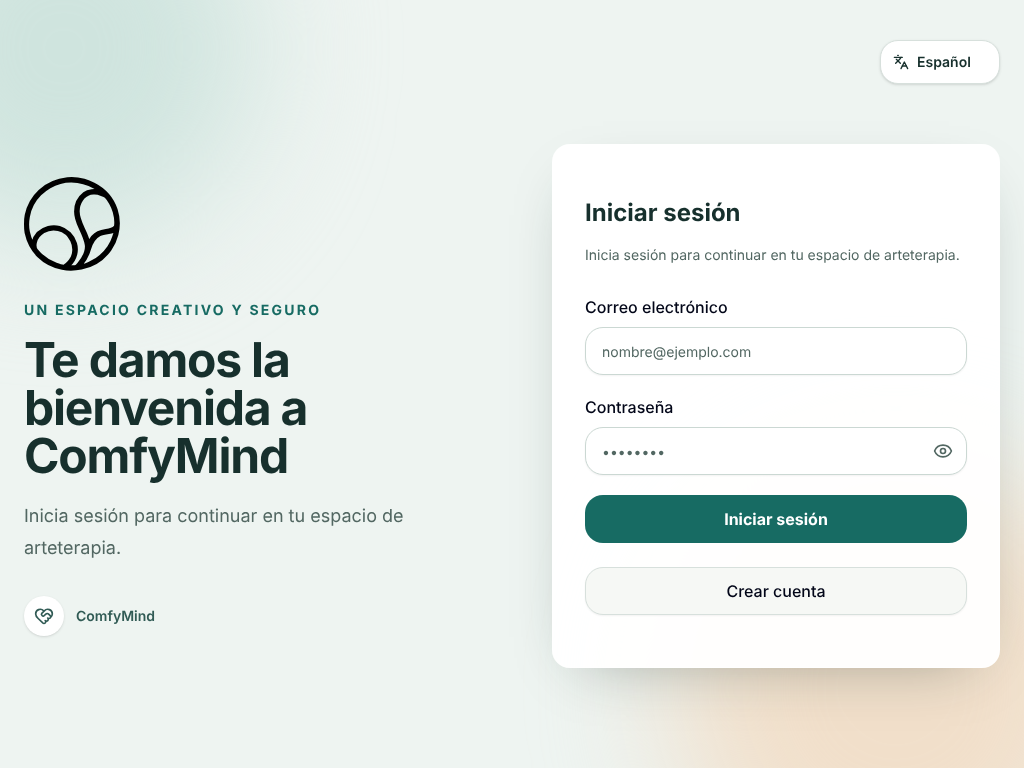 Español
UN ESPACIO CREATIVO Y SEGURO
Te damos la
bienvenida a
ComfyMind
Inicia sesión para continuar en tu espacio de
arteterapia.
ComfyMind
Iniciar sesión
Inicia sesión para continuar en tu espacio de arteterapia.
Correo electrónico
nombre@ejemplo.com
Contraseña
••••••••
Iniciar sesión
Crear cuenta